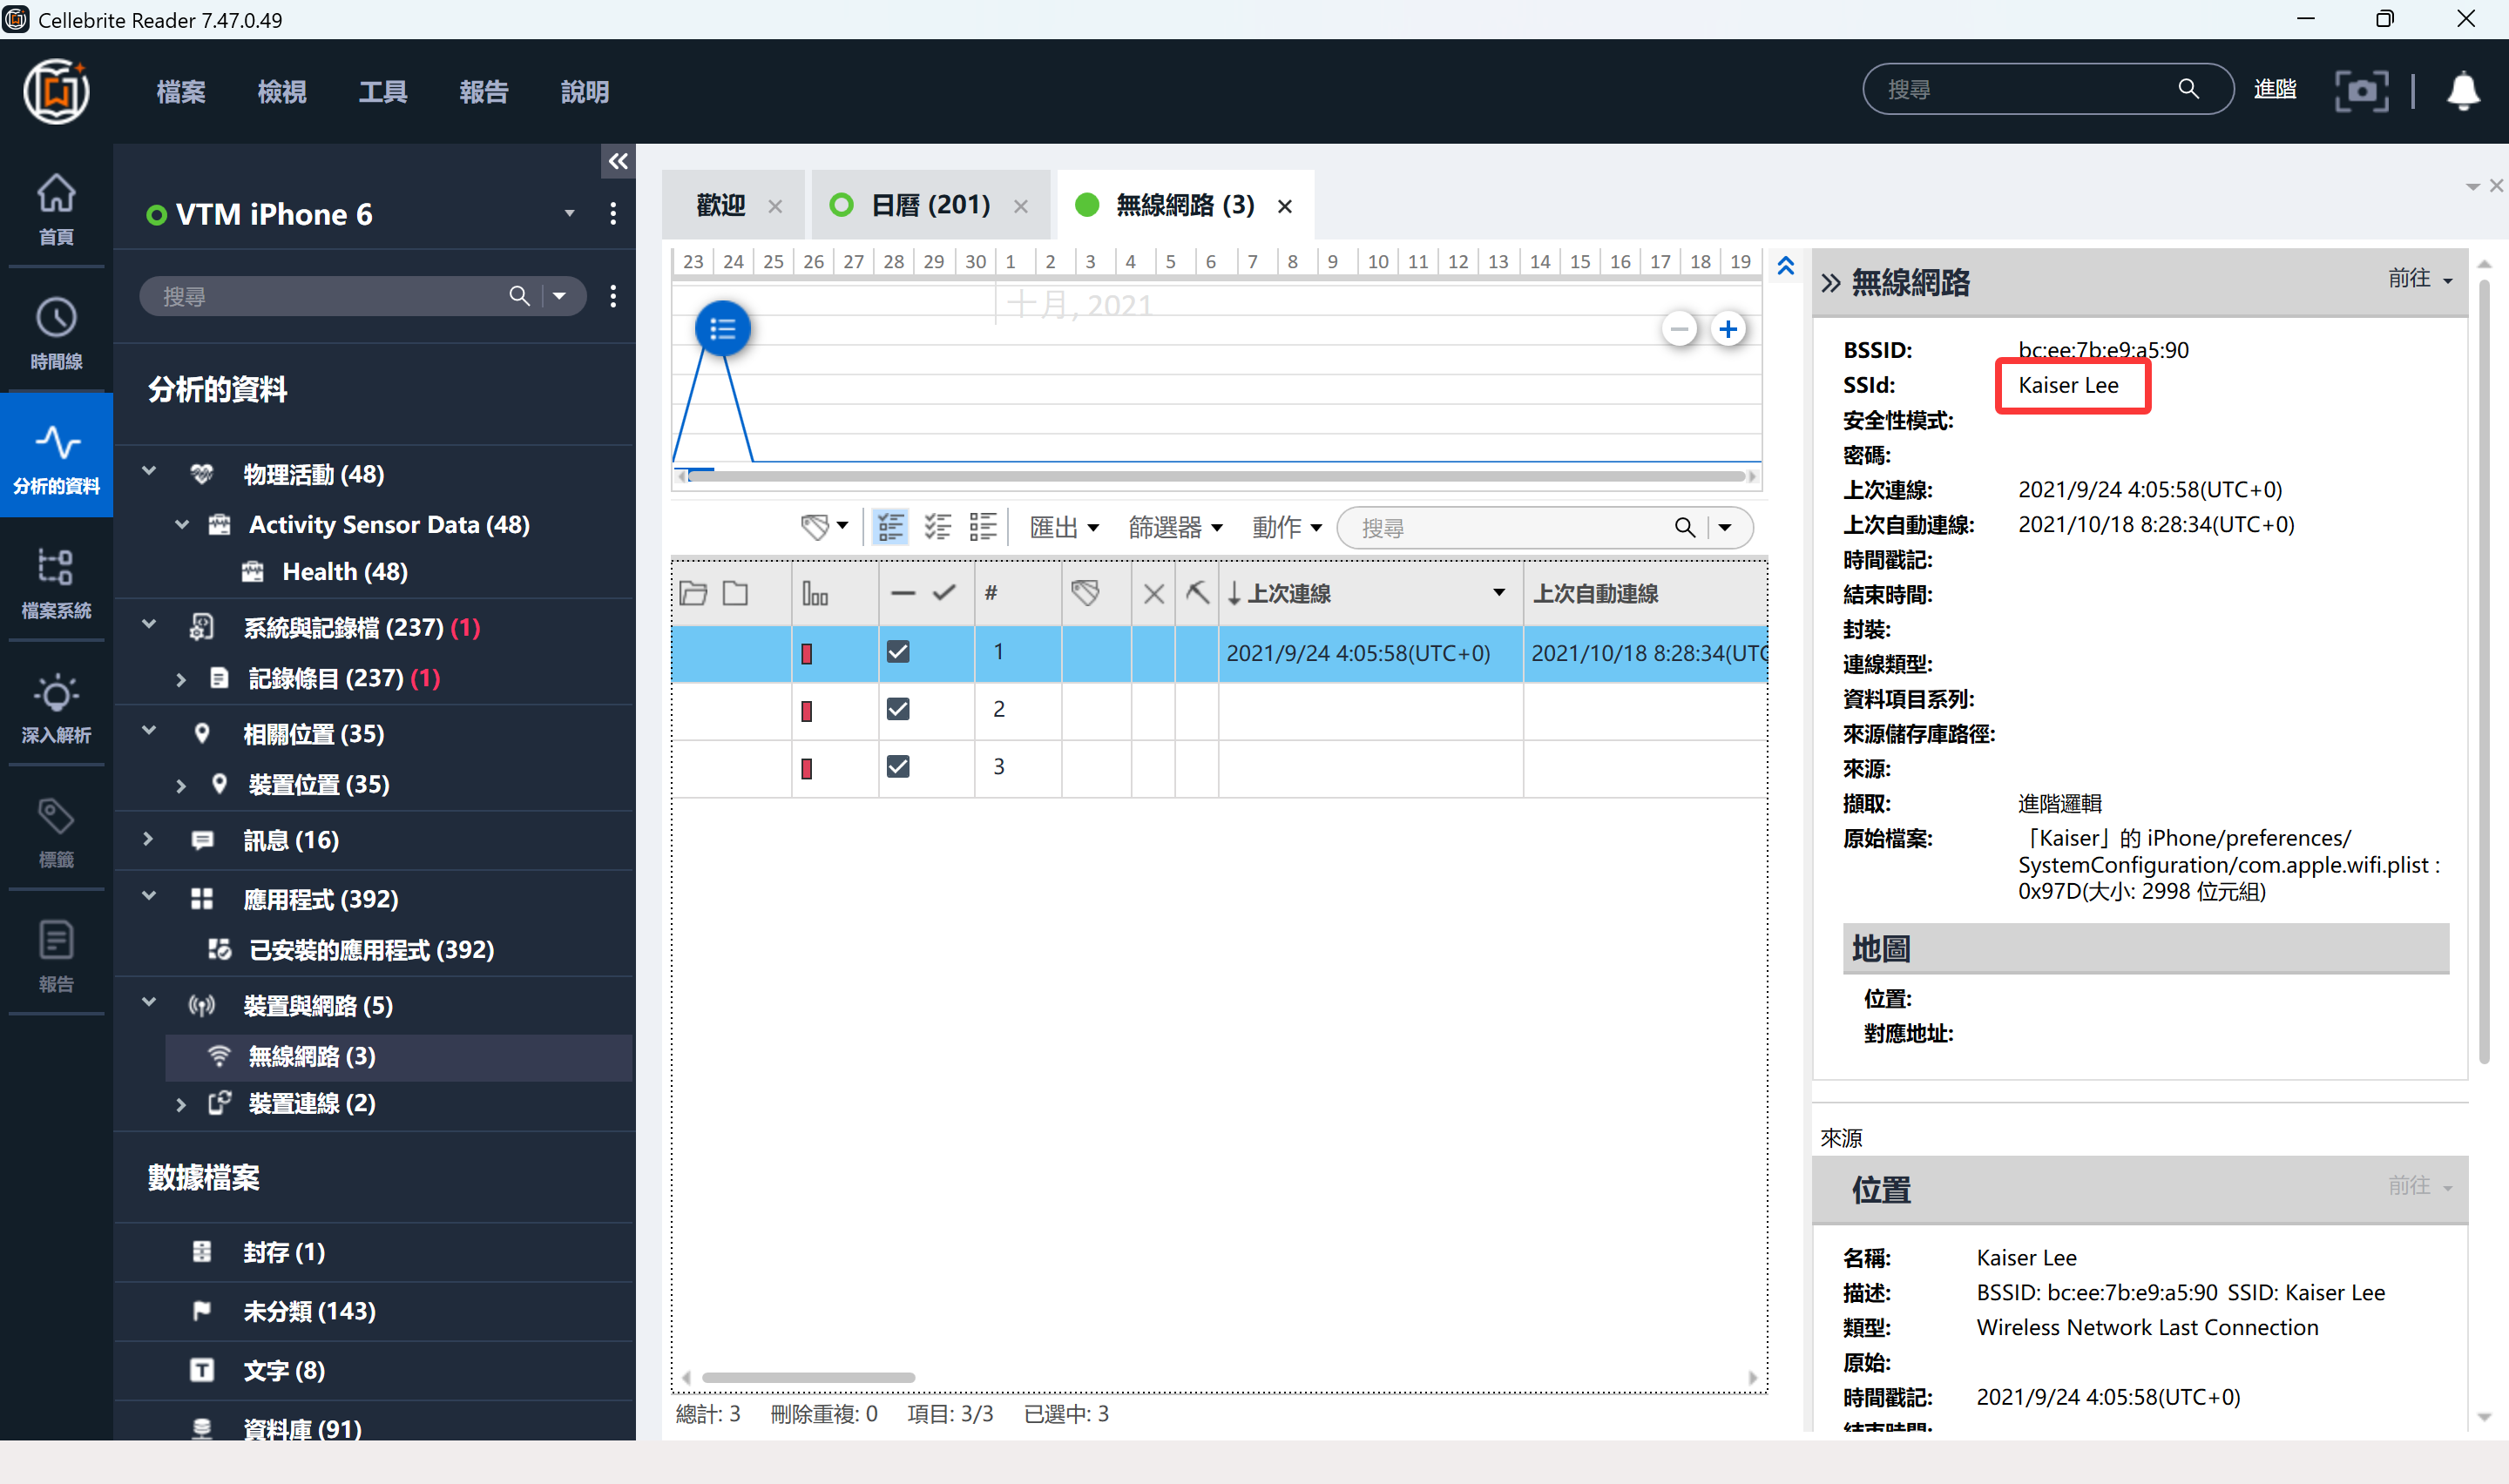 Cellebrite Reader 7.47.0.49
檔案 檢視 工具 報告 說明
搜尋 進階
首頁
時間線
分析的資料
檔案系統
深入解析
標籤
報告
VTM iPhone 6
搜尋
分析的資料
物理活動 (48)
Activity Sensor Data (48)
Health (48)
系統與記錄檔 (237) (1)
記錄條目 (237) (1)
相關位置 (35)
裝置位置 (35)
訊息 (16)
應用程式 (392)
已安裝的應用程式 (392)
裝置與網路 (5)
無線網路 (3)
裝置連線 (2)
數據檔案
封存 (1)
未分類 (143)
文字 (8)
資料庫 (91)
歡迎 日曆 (201) 無線網路 (3)
23 24 25 26 27 28 29 30 1 2 3 4 5 6 7 8 9 10 11 12 13 14 15 16 17 18 19
十月, 2021
匯出 篩選器 動作 搜尋
# 上次連線 上次自動連線
1 2021/9/24 4:05:58(UTC+0) 2021/10/18 8:28:34(UTC
2
3
總計: 3 刪除重複: 0 項目: 3/3 已選中: 3
無線網路 前往
BSSID: bc:ee:7b:e9:a5:90
SSId: Kaiser Lee
安全性模式:
密碼:
上次連線: 2021/9/24 4:05:58(UTC+0)
上次自動連線: 2021/10/18 8:28:34(UTC+0)
時間戳記:
結束時間:
封裝:
連線類型:
資料項目系列:
來源儲存庫路徑:
來源:
擷取: 進階邏輯
原始檔案: 「Kaiser」的 iPhone/preferences/
SystemConfiguration/com.apple.wifi.plist :
0x97D(大小: 2998 位元組)
地圖
位置:
對應地址:
來源
位置 前往
名稱: Kaiser Lee
描述: BSSID: bc:ee:7b:e9:a5:90 SSID: Kaiser Lee
類型: Wireless Network Last Connection
原始:
時間戳記: 2021/9/24 4:05:58(UTC+0)
結束時間: